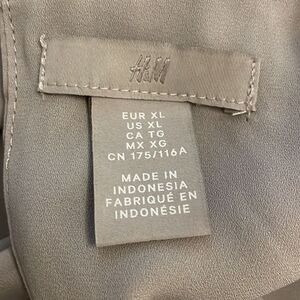 H&M
EUR XL
US XL
CA TG
MX XG
CN 175/116A
MADE IN
INDONESIA
FABRIQUÉ EN
INDONÉSIE